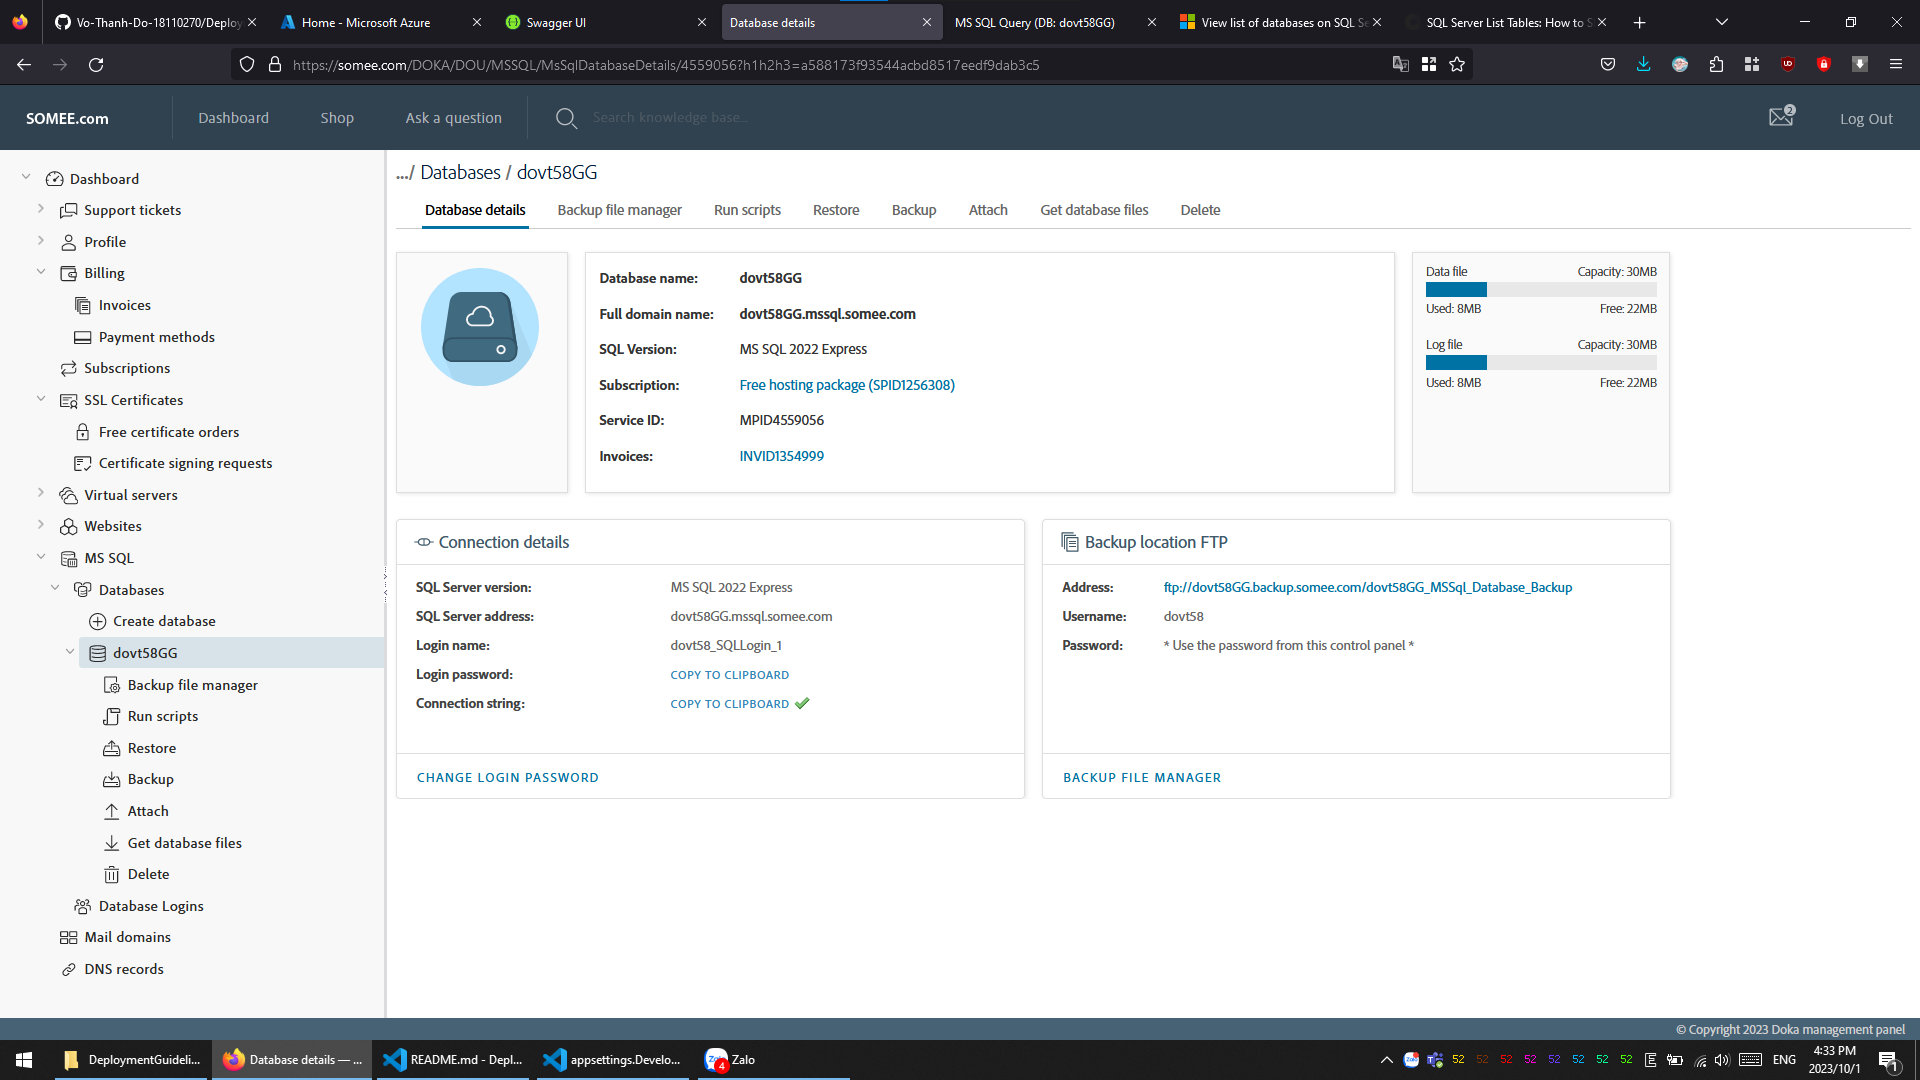 Vo-Thanh-Do-18110270/Deploy
Home - Microsoft Azure
Swagger UI
Database details
MS SQL Query (DB: dovt58GG)
View list of databases on SQL Se
SQL Server List Tables: How to S
https://somee.com/DOKA/DOU/MSSQL/MsSqlDatabaseDetails/4559056?h1h2h3=a588173f93544acbd8517eedf9dab3c5
SOMEE.com
Dashboard
Shop
Ask a question
Search knowledge base...
2
Log Out
Dashboard
Support tickets
Profile
Billing
Invoices
Payment methods
Subscriptions
SSL Certificates
Free certificate orders
Certificate signing requests
Virtual servers
Websites
MS SQL
Databases
Create database
dovt58GG
Backup file manager
Run scripts
Restore
Backup
Attach
Get database files
Delete
Database Logins
Mail domains
DNS records
.../ Databases / dovt58GG
Database details
Backup file manager
Run scripts
Restore
Backup
Attach
Get database files
Delete
Database name: dovt58GG
Full domain name: dovt58GG.mssql.somee.com
SQL Version: MS SQL 2022 Express
Subscription: Free hosting package (SPID1256308)
Service ID: MPID4559056
Invoices: INVID1354999
Data file Capacity: 30MB
Used: 8MB Free: 22MB
Log file Capacity: 30MB
Used: 8MB Free: 22MB
Connection details
SQL Server version: MS SQL 2022 Express
SQL Server address: dovt58GG.mssql.somee.com
Login name: dovt58_SQLLogin_1
Login password: COPY TO CLIPBOARD
Connection string: COPY TO CLIPBOARD
CHANGE LOGIN PASSWORD
Backup location FTP
Address: ftp://dovt58GG.backup.somee.com/dovt58GG_MSSql_Database_Backup
Username: dovt58
Password: * Use the password from this control panel *
BACKUP FILE MANAGER
© Copyright 2023 Doka management panel
DeploymentGuideli...
Database details — ...
README.md - Depl...
appsettings.Develo...
4
Zalo
52 52 52 52 52 52 52 52
ENG
4:33 PM
2023/10/1
1